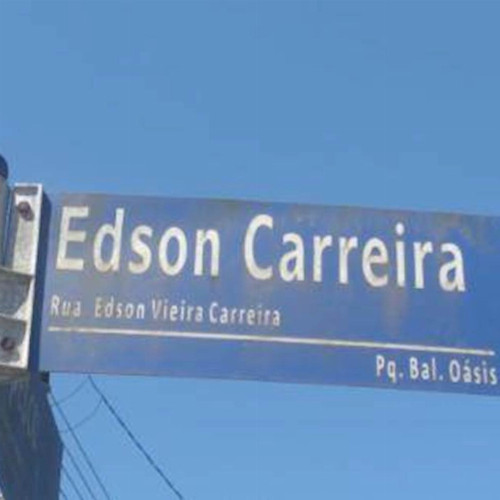 Edson Carreira
Rua Edson Vieira Carreira
Pq. Bal. Oásis